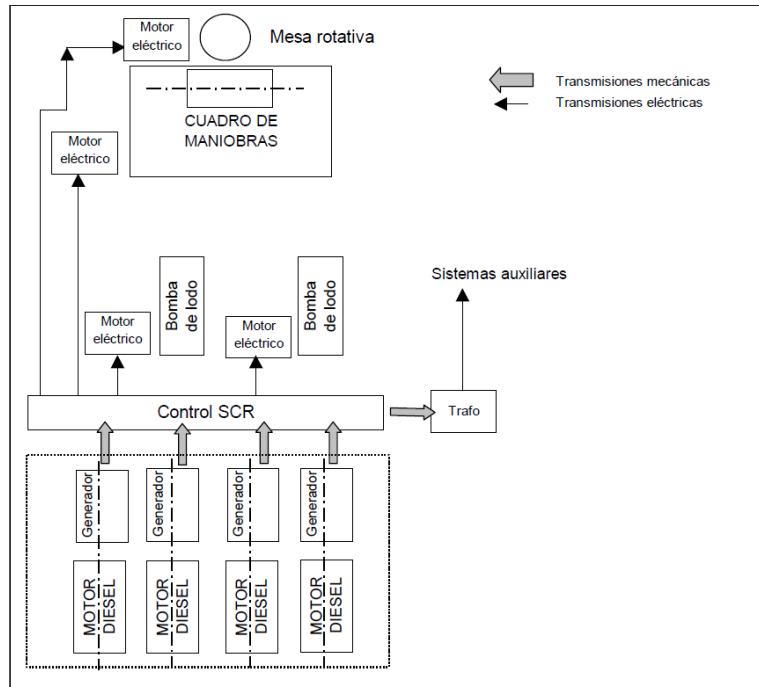 Motor
eléctrico
Mesa rotativa
Transmisiones mecánicas
Transmisiones eléctricas
CUADRO DE
MANIOBRAS
Motor
eléctrico
Sistemas auxiliares
Bomba
de lodo
Bomba
de lodo
Motor
eléctrico
Motor
eléctrico
Control SCR
Trafo
Generador
Generador
Generador
Generador
MOTOR
DIESEL
MOTOR
DIESEL
MOTOR
DIESEL
MOTOR
DIESEL